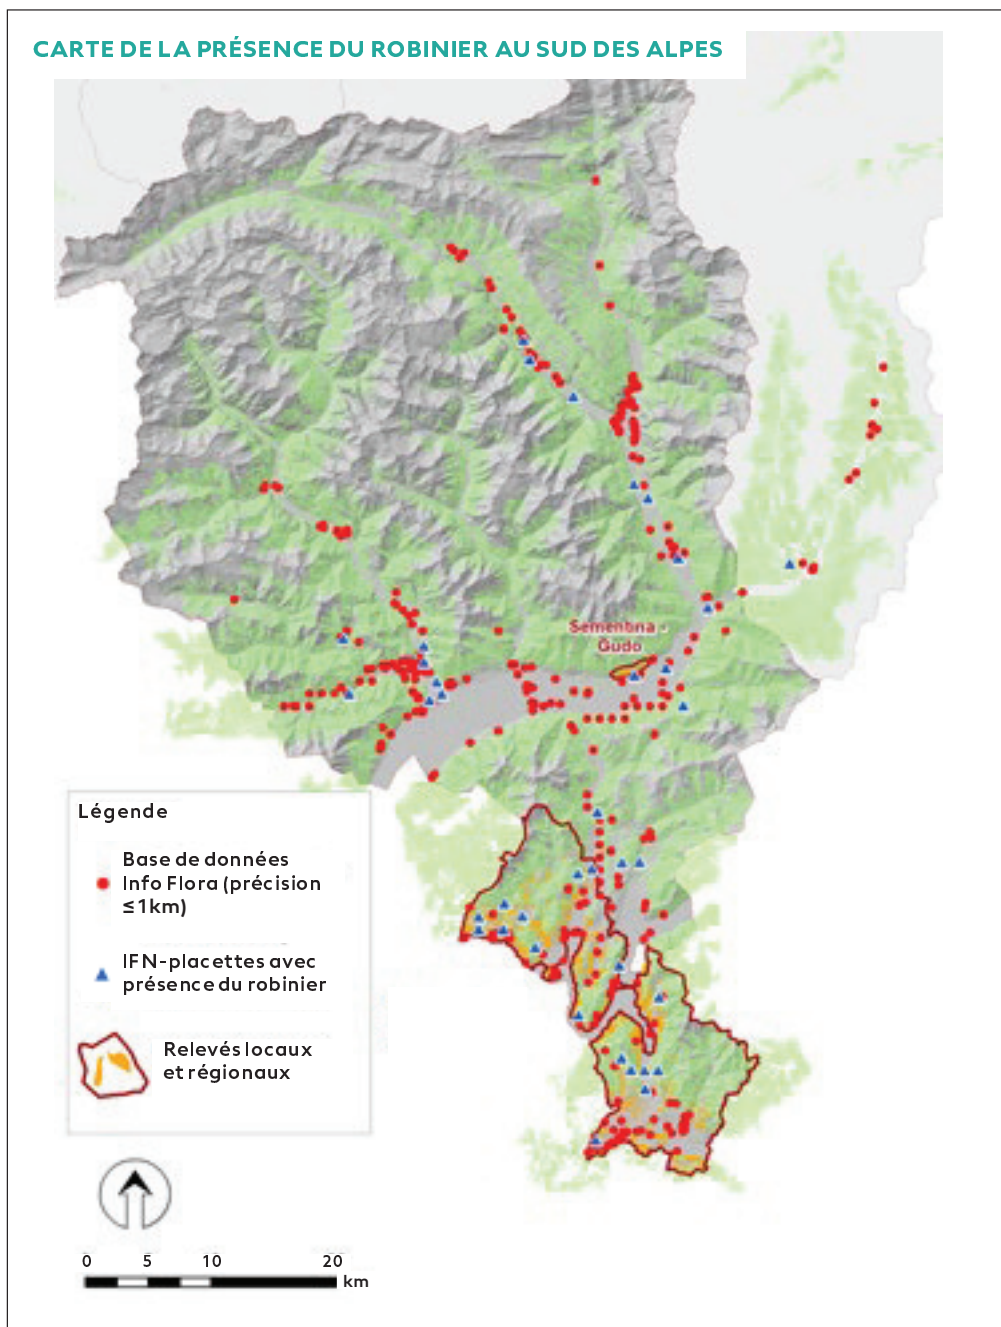 CARTE DE LA PRÉSENCE DU ROBINIER AU SUD DES ALPES
Sementina -
Gudo
Légende
Base de données
Info Flora (précision
≤1km)
IFN-placettes avec
présence du robinier
Relevés locaux
et régionaux
0 5 10 20
km